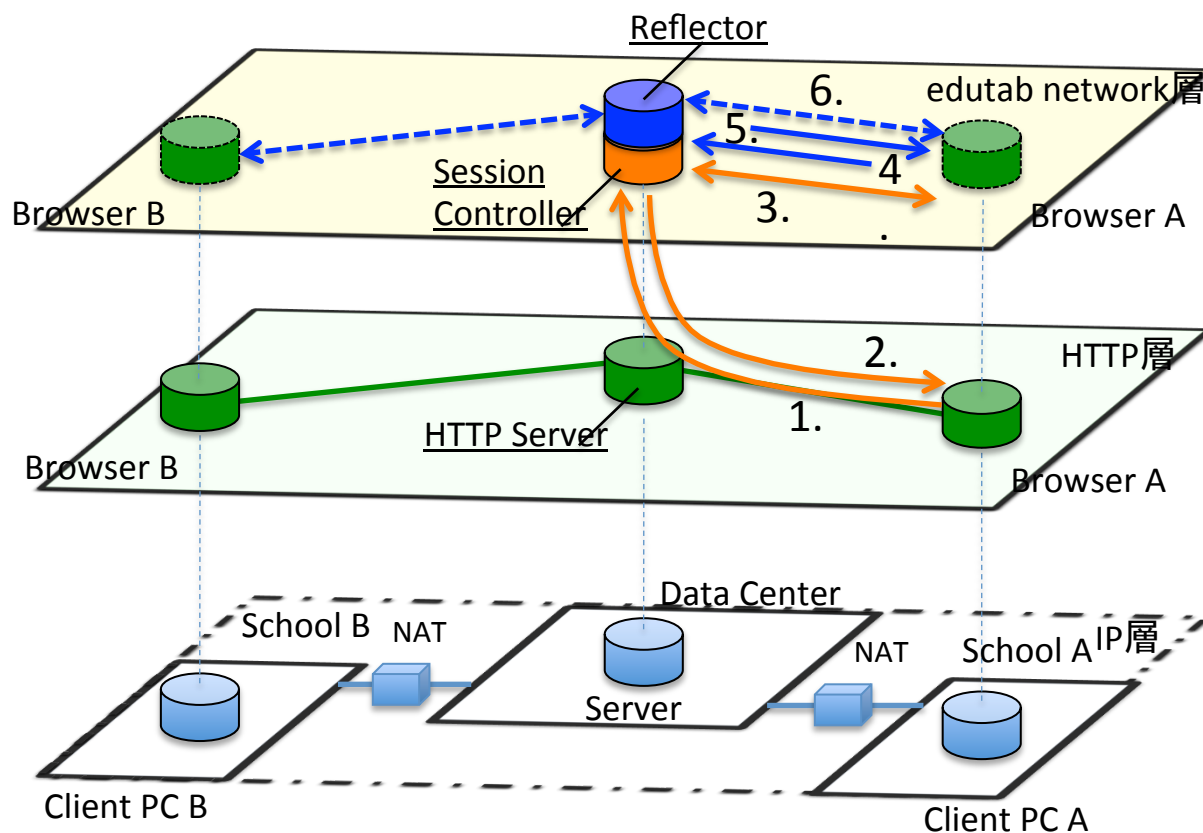 Reflector
6.
edutab network層
5.
4
.
Session
Controller
3.
Browser B
Browser A
2.
HTTP層
1.
HTTP Server
Browser B
Browser A
Data Center
School B
NAT
NAT
School A
IP層
Server
Client PC B
Client PC A